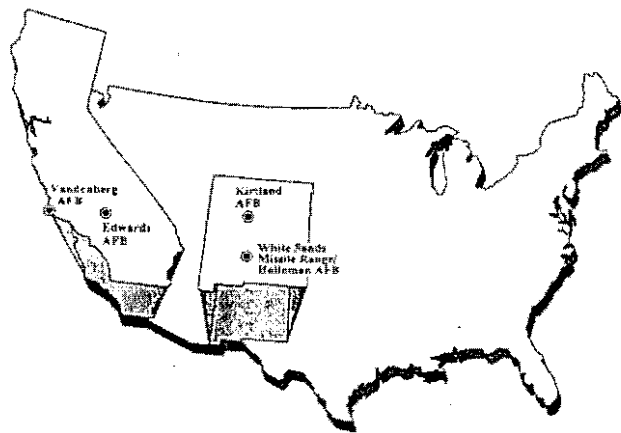 Vandenberg
AFB
Edwards
AFB
Kirtland
AFB
White Sands
Missile Range/
Holloman AFB